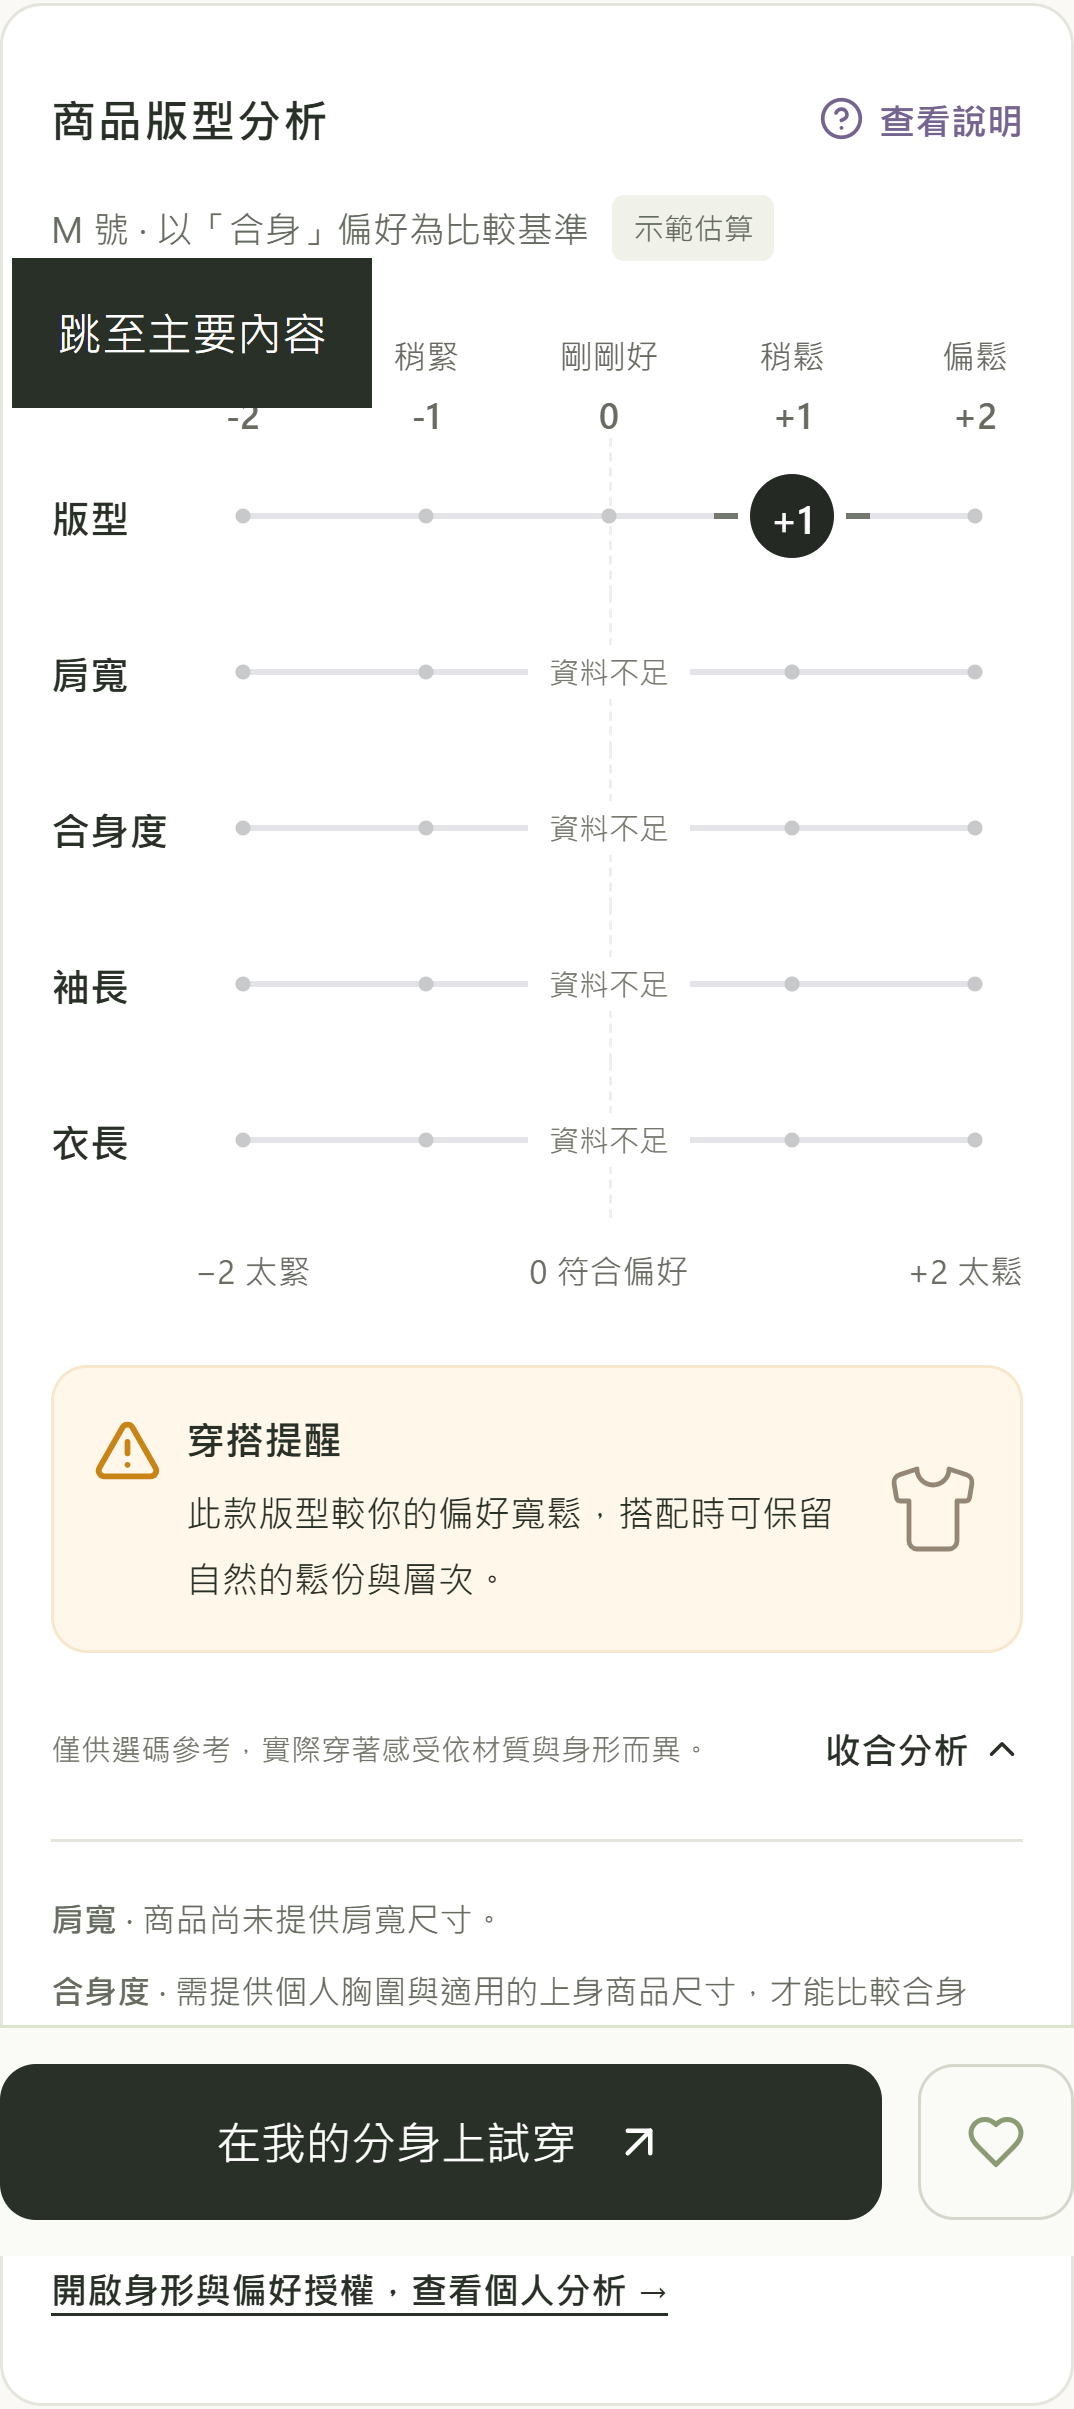 商品版型分析
查看說明
M 號 · 以「合身」偏好為比較基準
示範估算
跳至主要內容
稍緊 剛剛好 稍鬆 偏鬆
-2 -1 0 +1 +2
版型 +1
肩寬 資料不足
合身度 資料不足
袖長 資料不足
衣長 資料不足
−2 太緊 0 符合偏好 +2 太鬆
穿搭提醒
此款版型較你的偏好寬鬆，搭配時可保留
自然的鬆份與層次。
僅供選碼參考，實際穿著感受依材質與身形而異。
收合分析
肩寬 · 商品尚未提供肩寬尺寸。
合身度 · 需提供個人胸圍與適用的上身商品尺寸，才能比較合身
在我的分身上試穿
開啟身形與偏好授權，查看個人分析 →